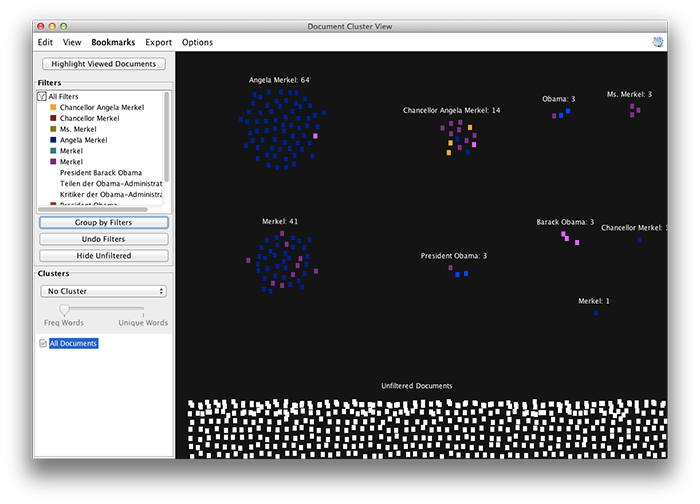 Document Cluster View
Edit View Bookmarks Export Options
Highlight Viewed Documents
Filters
All Filters
Chancellor Angela Merkel
Chancellor Merkel
Ms. Merkel
Angela Merkel
Merkel
Merkel
President Barack Obama
Teilen der Obama-Administrat
Kritiker der Obama-Administrat
President Obama
Group by Filters
Undo Filters
Hide Unfiltered
Clusters
No Cluster
Freq Words Unique Words
All Documents
Angela Merkel: 64
Chancellor Angela Merkel: 14
Obama: 3
Ms. Merkel: 3
Merkel: 41
President Obama: 3
Barack Obama: 3
Chancellor Merkel:
Merkel: 1
Unfiltered Documents